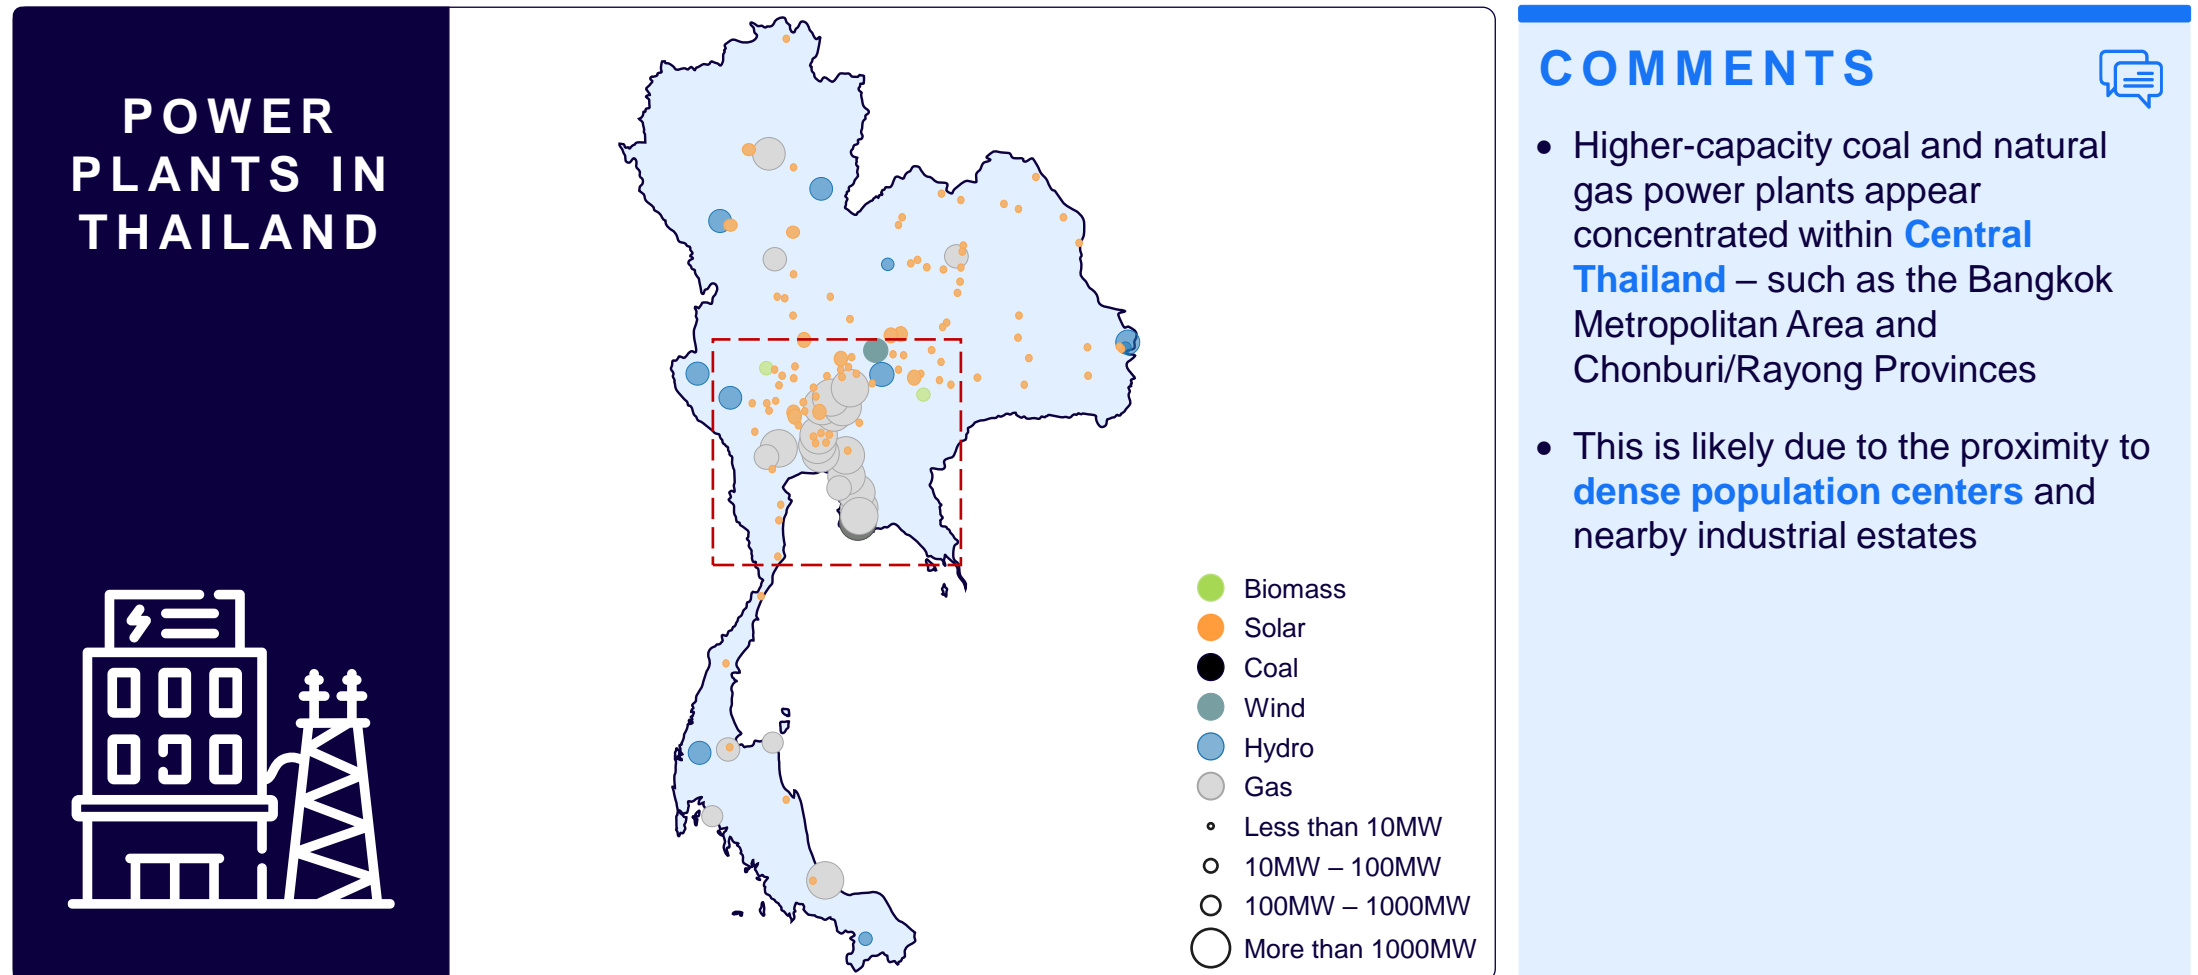 POWER
PLANTS IN
THAILAND
Biomass
Solar
Coal
Wind
Hydro
Gas
Less than 10MW
10MW – 100MW
100MW – 1000MW
More than 1000MW
COMMENTS
• Higher-capacity coal and natural
gas power plants appear
concentrated within Central
Thailand – such as the Bangkok
Metropolitan Area and
Chonburi/Rayong Provinces
• This is likely due to the proximity to
dense population centers and
nearby industrial estates